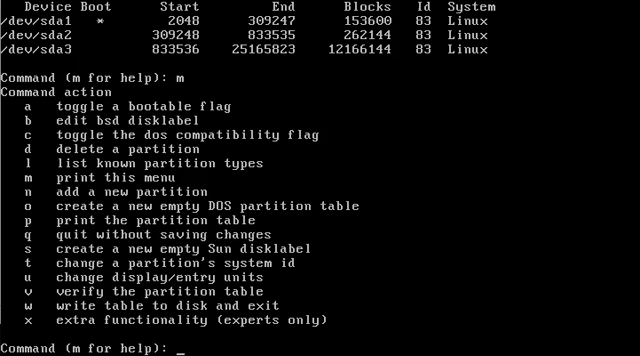 Device Boot Start End Blocks Id System
/dev/sda1 * 2048 309247 153600 83 Linux
/dev/sda2 309248 833535 262144 83 Linux
/dev/sda3 833536 25165823 12166144 83 Linux
Command (m for help): m
Command action
a toggle a bootable flag
b edit bsd disklabel
c toggle the dos compatibility flag
d delete a partition
l list known partition types
m print this menu
n add a new partition
o create a new empty DOS partition table
p print the partition table
q quit without saving changes
s create a new empty Sun disklabel
t change a partition's system id
u change display/entry units
v verify the partition table
w write table to disk and exit
x extra functionality (experts only)
Command (m for help): _